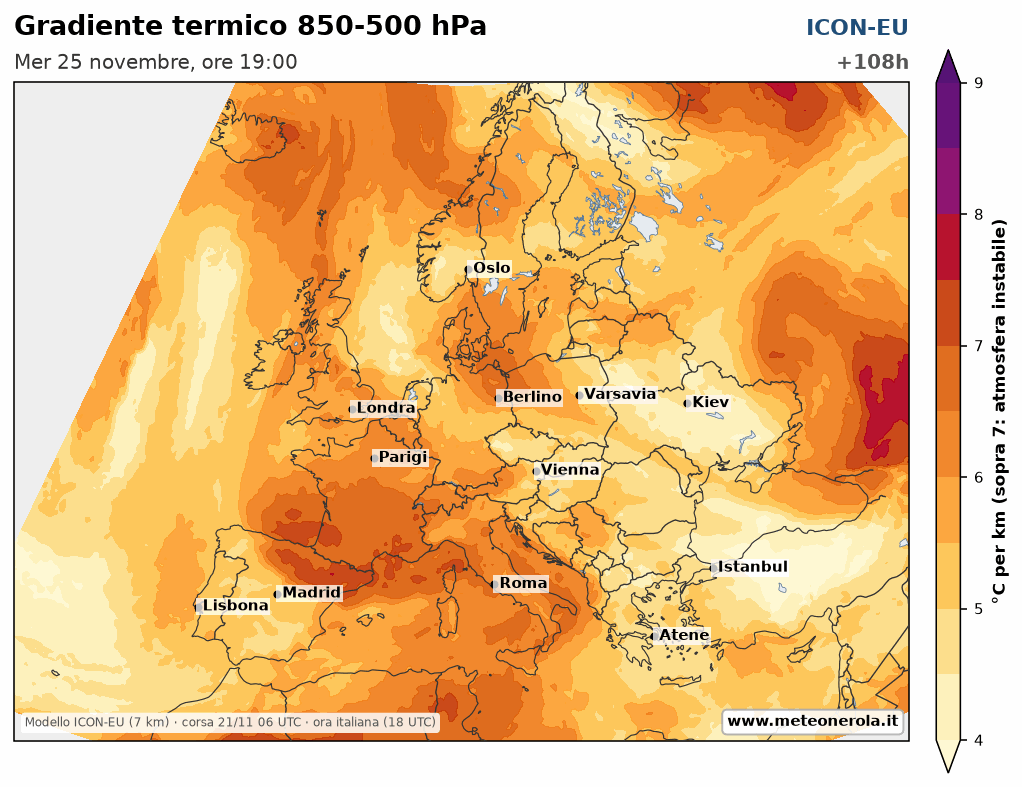 Gradiente termico 850-500 hPa
ICON-EU
Mer 25 novembre, ore 19:00
+108h
9
8
7
6
5
4
°C per km (sopra 7: atmosfera instabile)
Oslo
Berlino
Varsavia
Kiev
Londra
Parigi
Vienna
Istanbul
Roma
Madrid
Lisbona
Atene
Modello ICON-EU (7 km) · corsa 21/11 06 UTC · ora italiana (18 UTC)
www.meteonerola.it